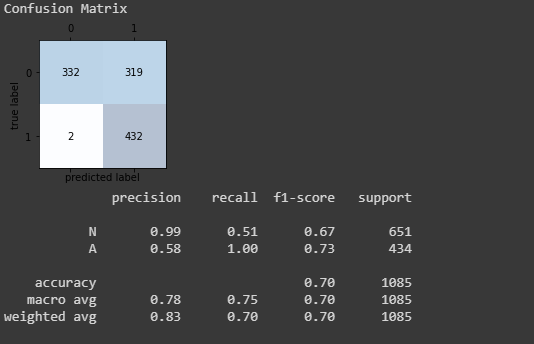 Confusion Matrix
0 1
0 332 319
true label
1 2 432
predicted label
precision recall f1-score support
N 0.99 0.51 0.67 651
A 0.58 1.00 0.73 434
accuracy 0.70 1085
macro avg 0.78 0.75 0.70 1085
weighted avg 0.83 0.70 0.70 1085